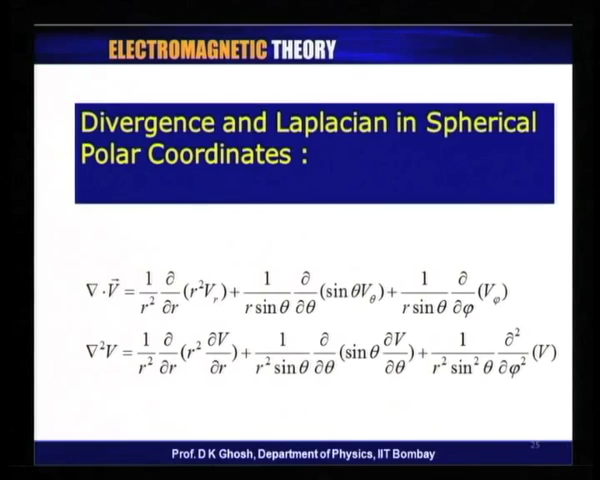 ELECTROMAGNETIC THEORY
Divergence and Laplacian in Spherical
Polar Coordinates :
∇·V⃗ = 1/r² ∂/∂r (r²V_r) + 1/(r sinθ) ∂/∂θ (sinθV_θ) + 1/(r sinθ) ∂/∂φ (V_φ)
∇²V = 1/r² ∂/∂r (r² ∂V/∂r) + 1/(r² sinθ) ∂/∂θ (sinθ ∂V/∂θ) + 1/(r² sin²θ) ∂²/∂φ² (V)
25
Prof. D K Ghosh, Department of Physics, IIT Bombay